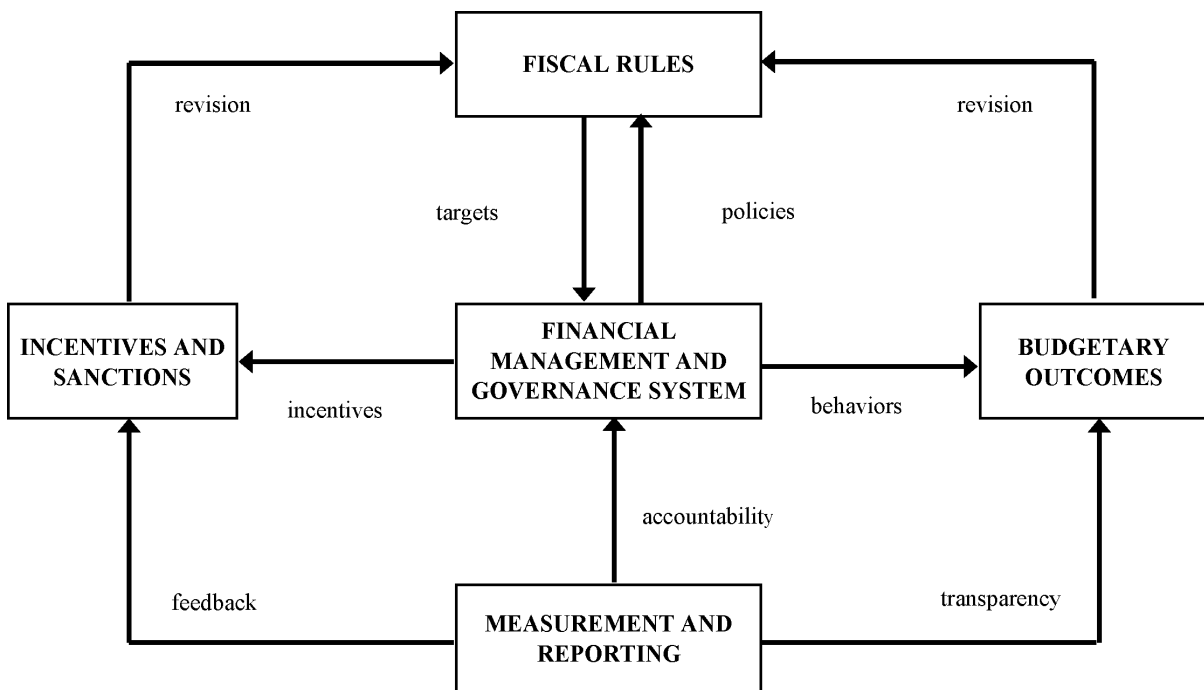 FISCAL RULES
revision
revision
targets
policies
INCENTIVES AND
SANCTIONS
FINANCIAL
MANAGEMENT AND
GOVERNANCE SYSTEM
BUDGETARY
OUTCOMES
incentives
behaviors
accountability
feedback
transparency
MEASUREMENT AND
REPORTING